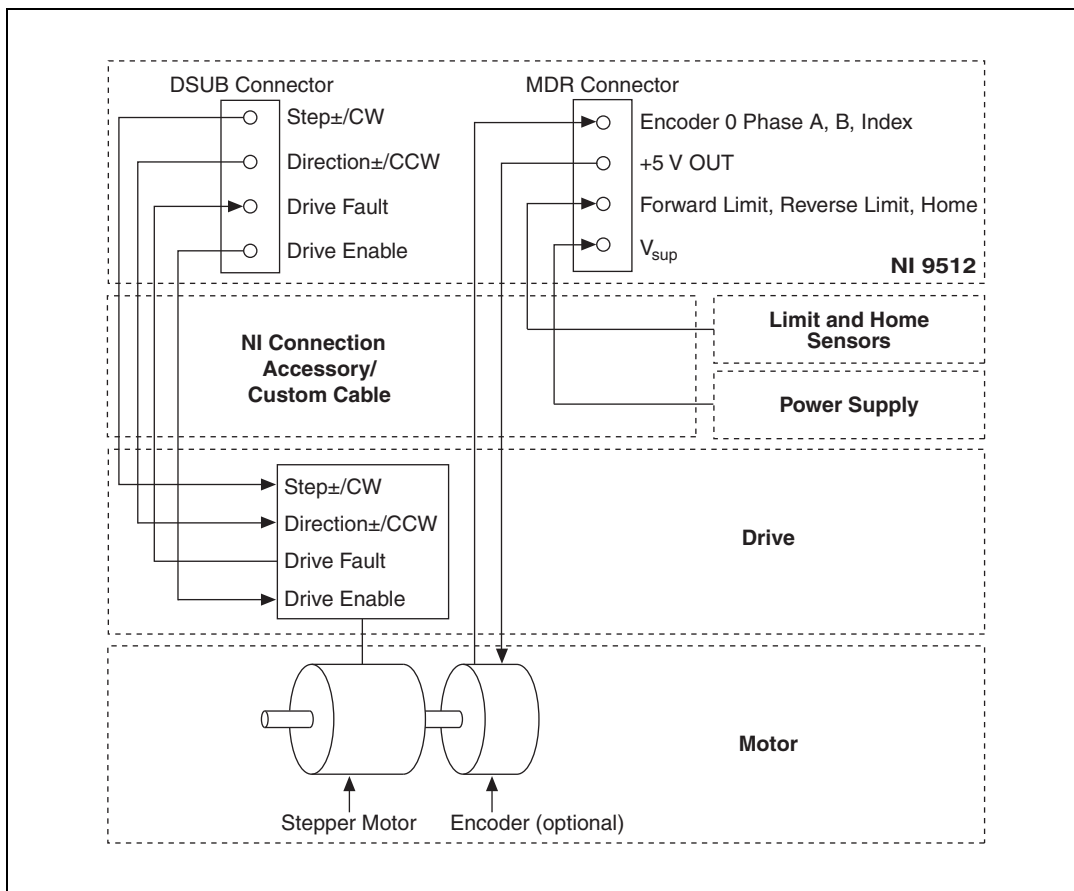 DSUB Connector
Step±/CW
Direction±/CCW
Drive Fault
Drive Enable
MDR Connector
Encoder 0 Phase A, B, Index
+5 V OUT
Forward Limit, Reverse Limit, Home
Vsup
NI 9512
NI Connection
Accessory/
Custom Cable
Limit and Home
Sensors
Power Supply
Step±/CW
Direction±/CCW
Drive Fault
Drive Enable
Drive
Motor
Stepper Motor
Encoder (optional)